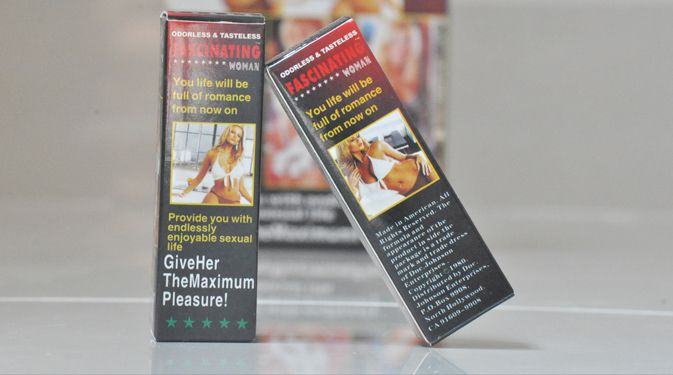 ODORLESS & TASTELESS
FASCINATING
WOMAN
You life will be
full of romance
from now on
Provide you with
endlessly
enjoyable sexual
life
GiveHer
TheMaximum
Pleasure!
ODORLESS & TASTELESS
FASCINATING
WOMAN
You life will be
full of romance
from now on
Made in American. All
Rights Reserved. The
formula and
appearance of the
product in side the
package is a trade
mark and trade dress
of Doc Johnson
Enterprises.
Copyright © 1980.
Distributed by Doc.
Johnson Enterprises,
P.O. Box 9908.
North Hollywood.
CA 91609-9908